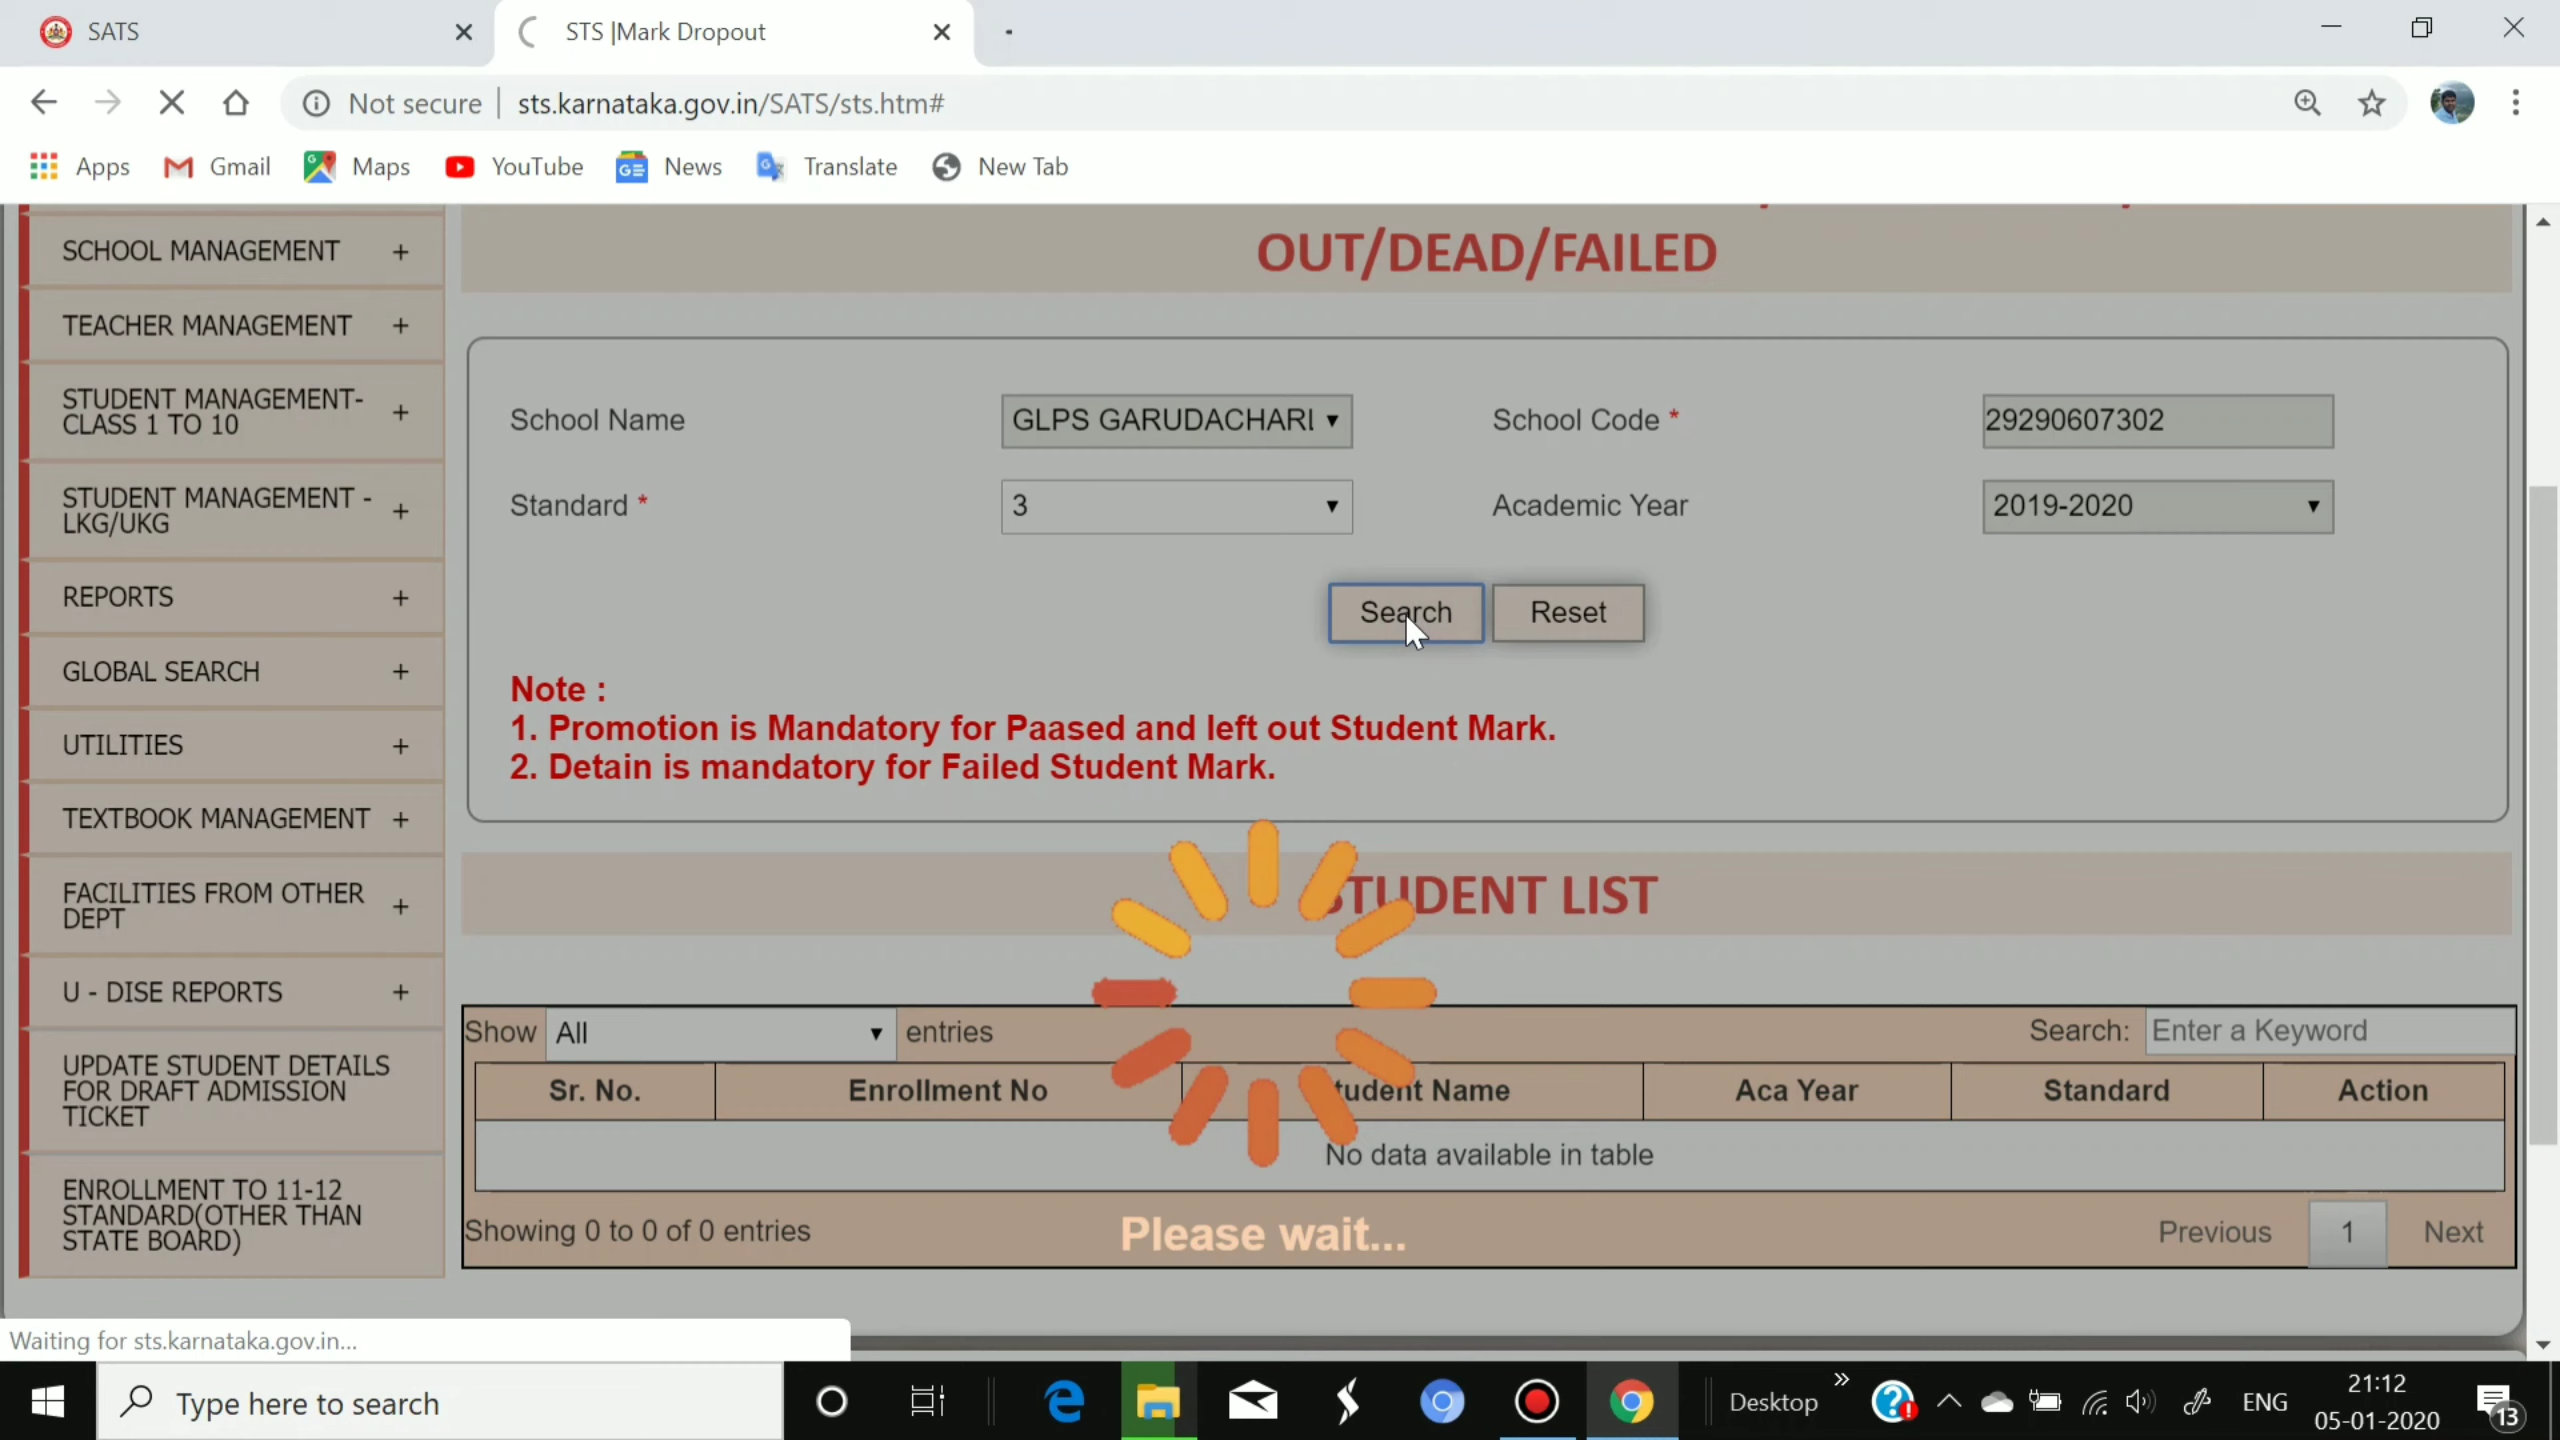 SATS
STS |Mark Dropout
Not secure
sts.karnataka.gov.in/SATS/sts.htm#
Apps
Gmail
Maps
YouTube
News
Translate
New Tab
SCHOOL MANAGEMENT +
TEACHER MANAGEMENT +
STUDENT MANAGEMENT-
CLASS 1 TO 10 +
STUDENT MANAGEMENT -
LKG/UKG +
REPORTS +
GLOBAL SEARCH +
UTILITIES +
TEXTBOOK MANAGEMENT +
FACILITIES FROM OTHER
DEPT +
U - DISE REPORTS +
UPDATE STUDENT DETAILS
FOR DRAFT ADMISSION
TICKET
ENROLLMENT TO 11-12
STANDARD(OTHER THAN
STATE BOARD)
OUT/DEAD/FAILED
School Name GLPS GARUDACHARI School Code * 29290607302
Standard * 3 Academic Year 2019-2020
Search Reset
Note :
1. Promotion is Mandatory for Paased and left out Student Mark.
2. Detain is mandatory for Failed Student Mark.
STUDENT LIST
Show All entries Search: Enter a Keyword
Sr. No. Enrollment No Student Name Aca Year Standard Action
No data available in table
Showing 0 to 0 of 0 entries Previous 1 Next
Please wait...
Waiting for sts.karnataka.gov.in...
Type here to search
Desktop
ENG
21:12
05-01-2020
13